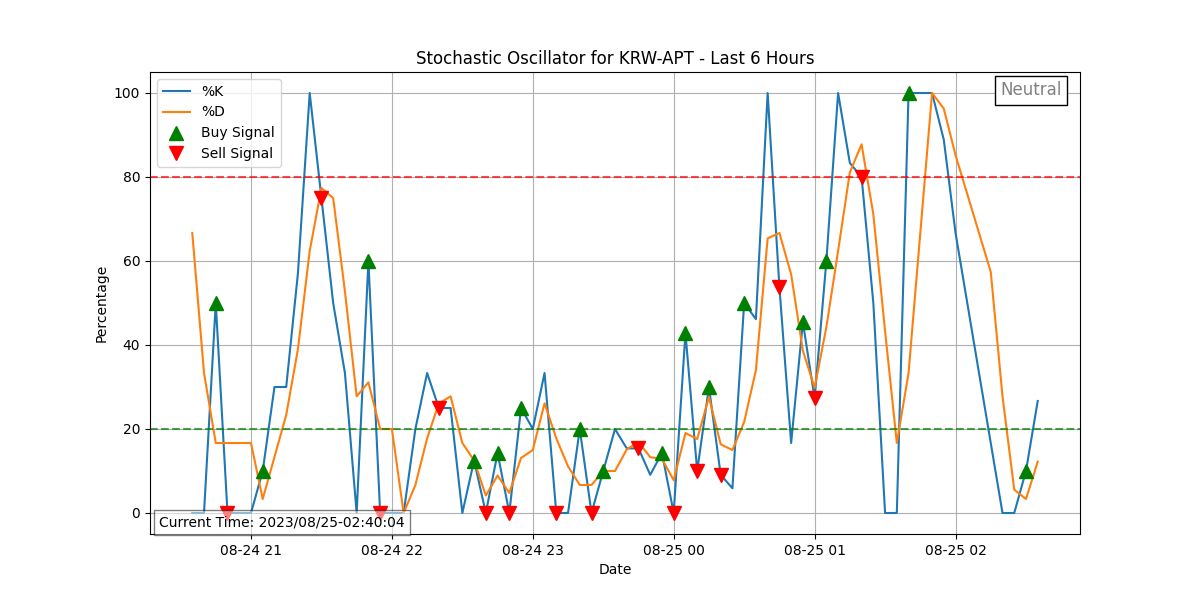 Stochastic Oscillator for KRW-APT - Last 6 Hours
%K
%D
Buy Signal
Sell Signal
Neutral
100
80
60
40
20
0
Percentage
Current Time: 2023/08/25-02:40:04
08-24 21
08-24 22
08-24 23
08-25 00
08-25 01
08-25 02
Date